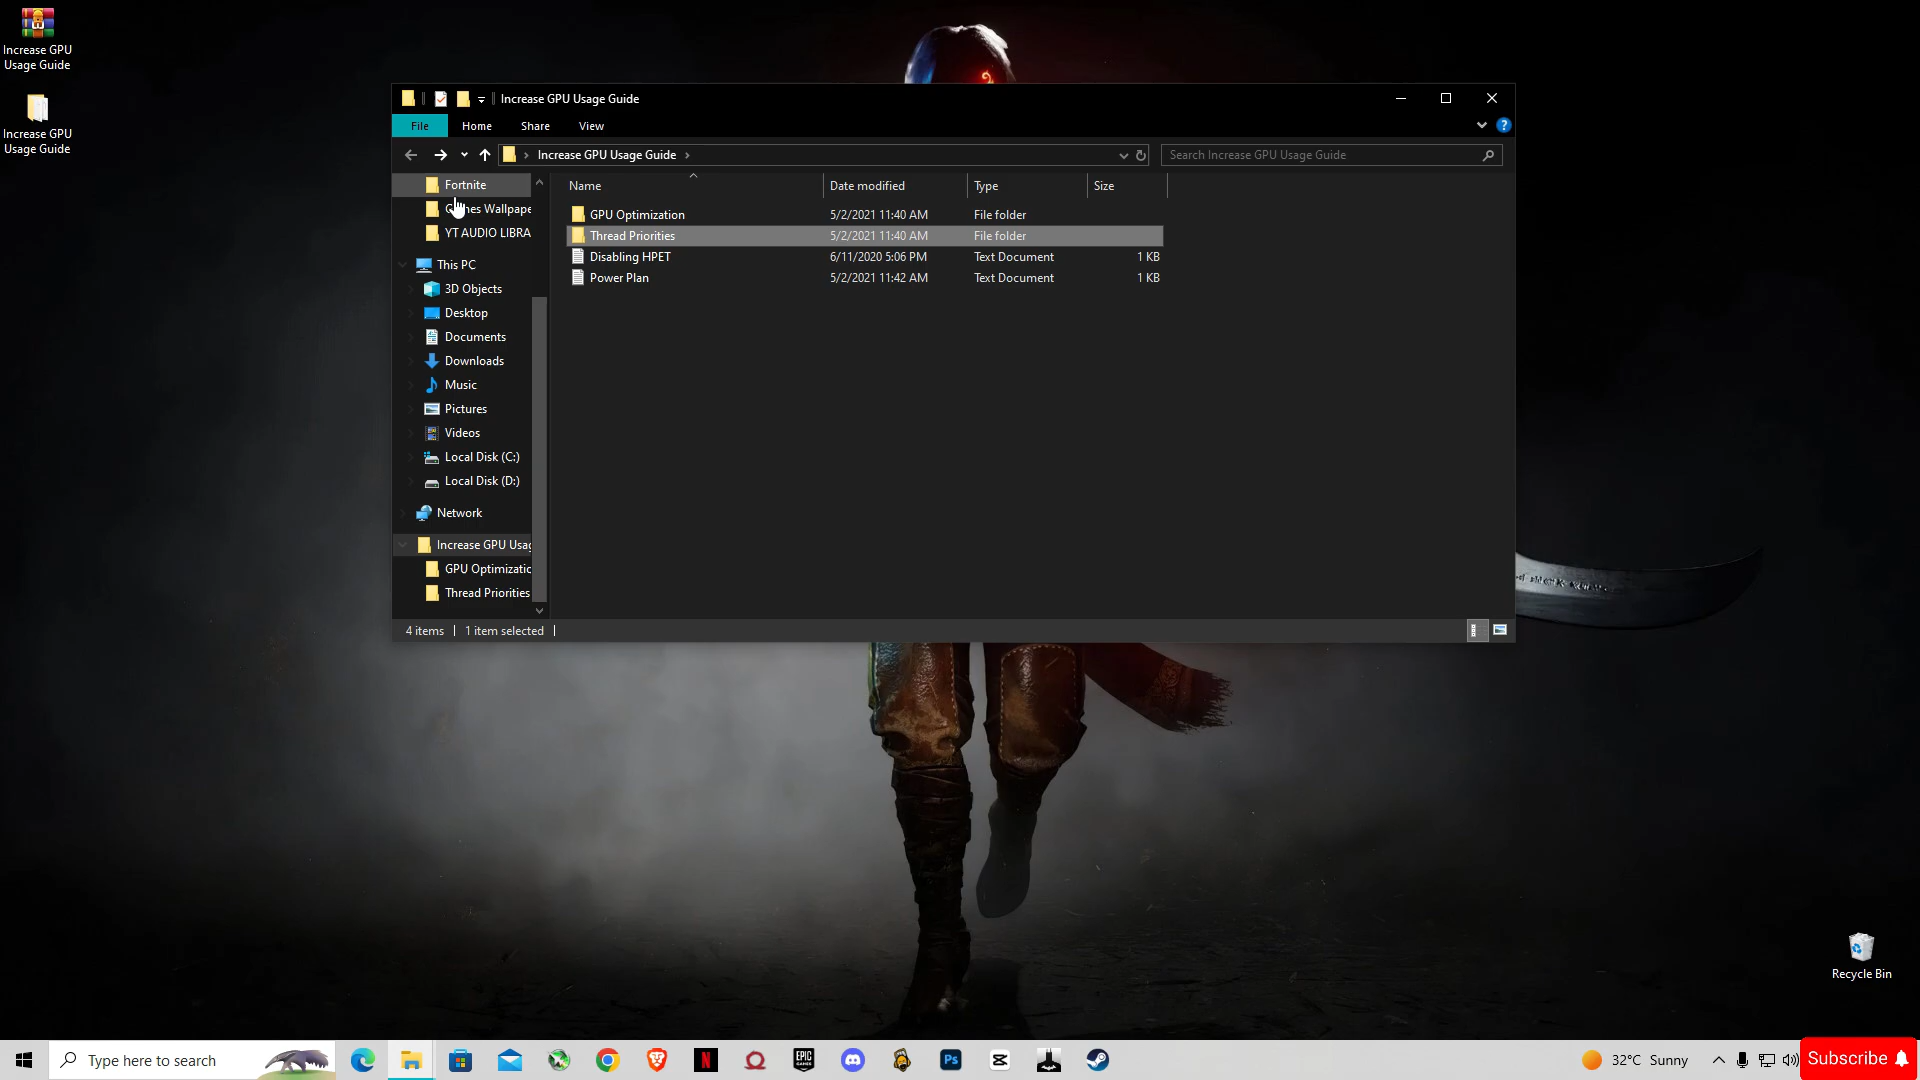 Increase GPU
Usage Guide
Increase GPU
Usage Guide
Increase GPU Usage Guide
File Home Share View
Increase GPU Usage Guide
Search Increase GPU Usage Guide
Fortnite
YT AUDIO LIBRA
This PC
3D Objects
Desktop
Documents
Downloads
Music
Pictures
Videos
Local Disk (C:)
Local Disk (D:)
Network
Increase GPU Usag
GPU Optimizatic
Thread Priorities
Name Date modified Type Size
GPU Optimization 5/2/2021 11:40 AM File folder
Thread Priorities 5/2/2021 11:40 AM File folder
Disabling HPET 6/11/2020 5:06 PM Text Document 1 KB
Power Plan 5/2/2021 11:42 AM Text Document 1 KB
4 items 1 item selected
Recycle Bin
Type here to search
32°C Sunny
Subscribe